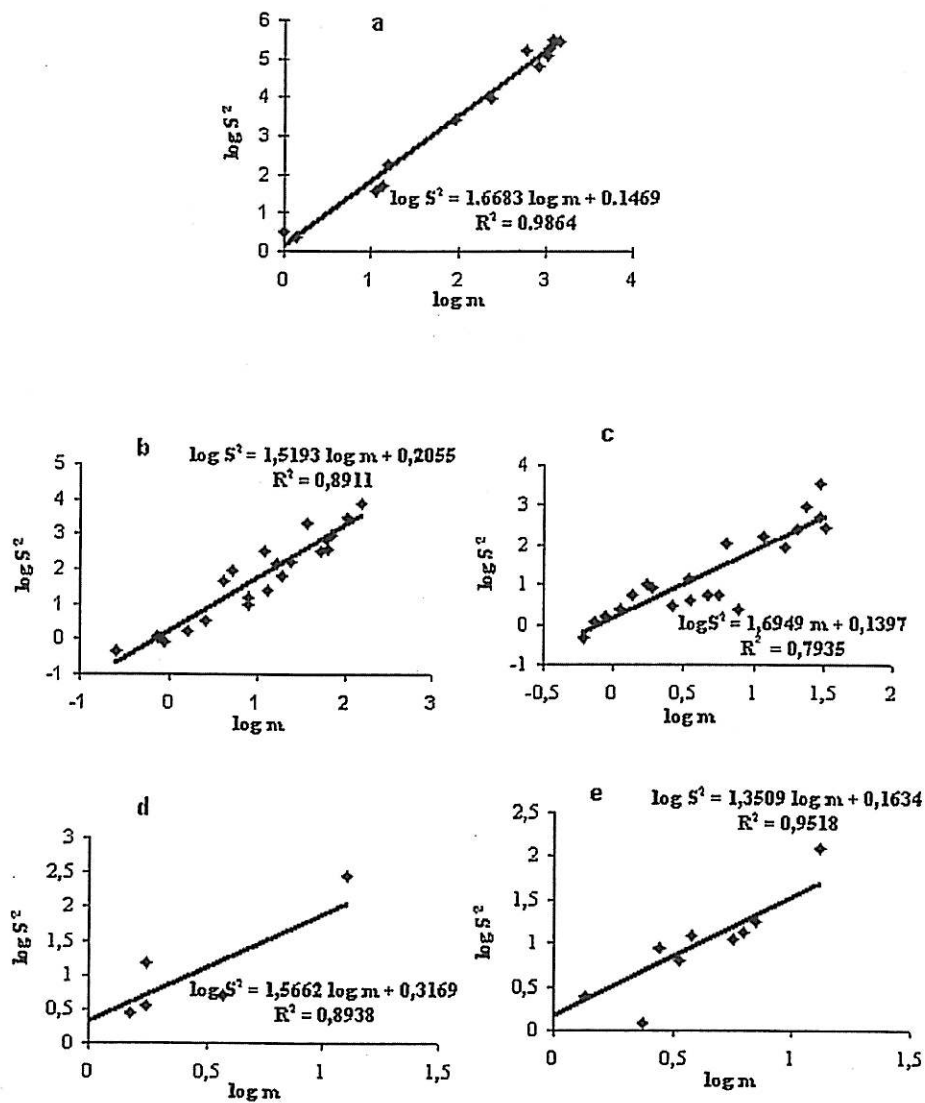 a
6
5
4
3
2
1
0
log S²
log S² = 1.6683 log m + 0.1469
R² = 0.9864
0 1 2 3 4
log m
b
log S² = 1,5193 log m + 0,2055
R² = 0,8911
5
4
3
2
1
0
-1
log S²
-1 0 1 2 3
log m
c
4
3
2
1
0
-1
log S²
logS² = 1,6949 m + 0,1397
R² = 0,7935
-0,5 0 0,5 1 1,5 2
log m
d
3
2,5
2
1,5
1
0,5
0
log S²
log S² = 1,5662 log m + 0,3169
R² = 0,8938
0 0,5 1 1,5
log m
e
log S² = 1,3509 log m + 0,1634
R² = 0,9518
2,5
2
1,5
1
0,5
0
log S²
0 0,5 1 1,5
log m